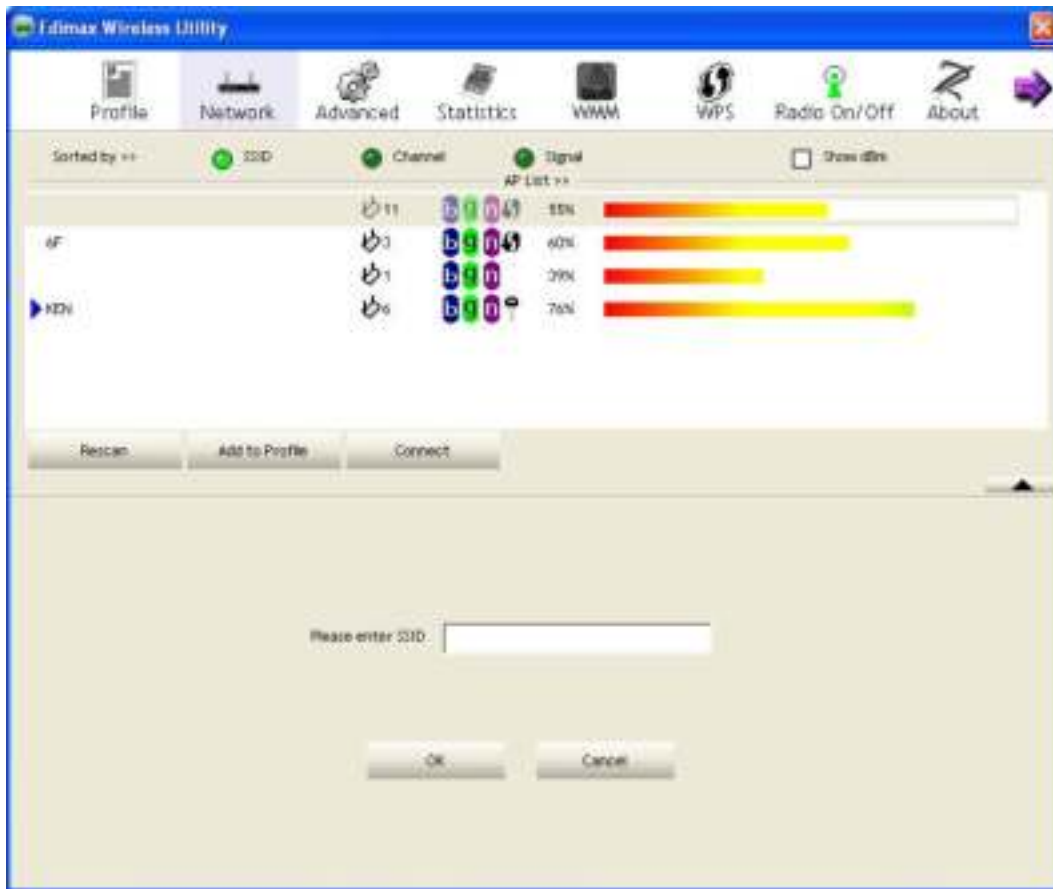 Edimax Wireless Utility
Profile Network Advanced Statistics WMM WPS Radio On/Off About
Sorted by >> SSID Channel Signal Show dBm
AP List >>
11 b g n 55%
6F 3 b g n 60%
1 b g n 39%
KEN 6 b g n 76%
Rescan Add to Profile Connect
Please enter SSID
OK Cancel